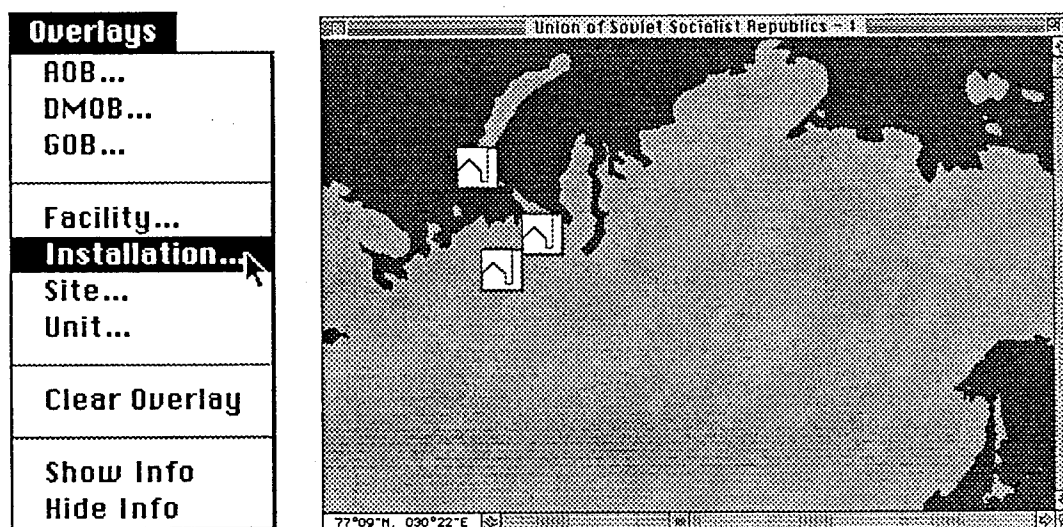 Overlays
AOB...
DMOB...
GOB...
Facility...
Installation...
Site...
Unit...
Clear Overlay
Show Info
Hide Info
Union of Soviet Socialist Republics - 1
77°09"N, 030°22"E